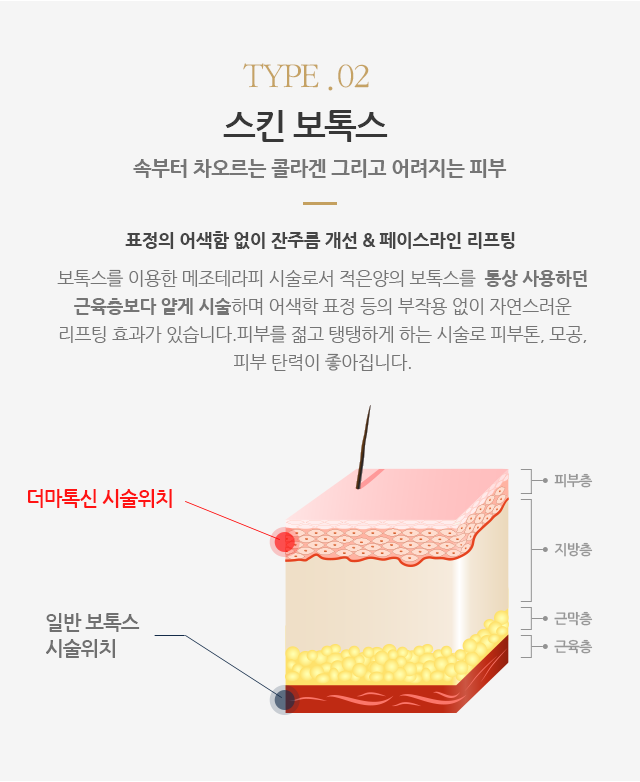 TYPE .02
스킨 보톡스
속부터 차오르는 콜라겐 그리고 어려지는 피부
표정의 어색함 없이 잔주름 개선 & 페이스라인 리프팅
보톡스를 이용한 메조테라피 시술로서 적은양의 보톡스를 통상 사용하던
근육층보다 얕게 시술하며 어색학 표정 등의 부작용 없이 자연스러운
리프팅 효과가 있습니다.피부를 젊고 탱탱하게 하는 시술로 피부톤, 모공,
피부 탄력이 좋아집니다.
피부층
더마톡신 시술위치
지방층
근막층
일반 보톡스
시술위치
근육층